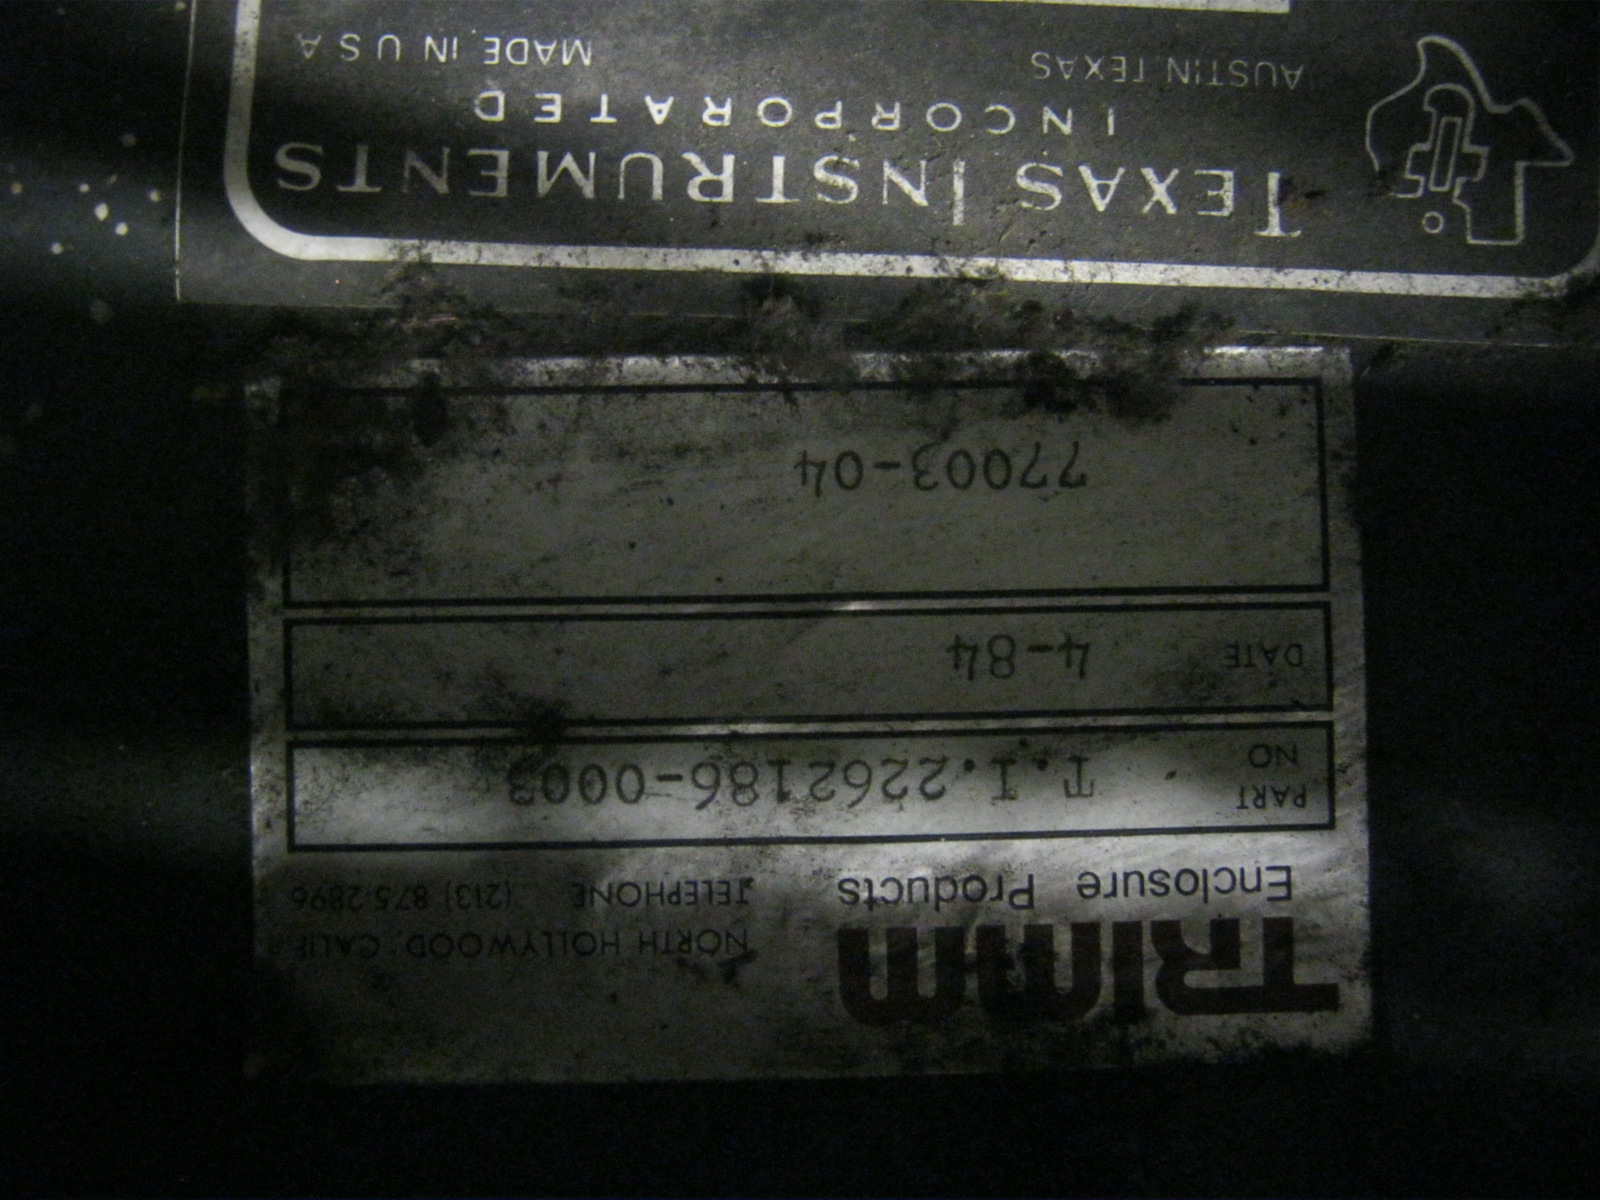 TRIMM
Enclosure Products
NORTH HOLLYWOOD, CALIF
TELEPHONE (213) 875-2896
PART NO T.I.2262186-0003
DATE 4-84
77003-04
TEXAS INSTRUMENTS
INCORPORATED
AUSTIN, TEXAS MADE IN U S A